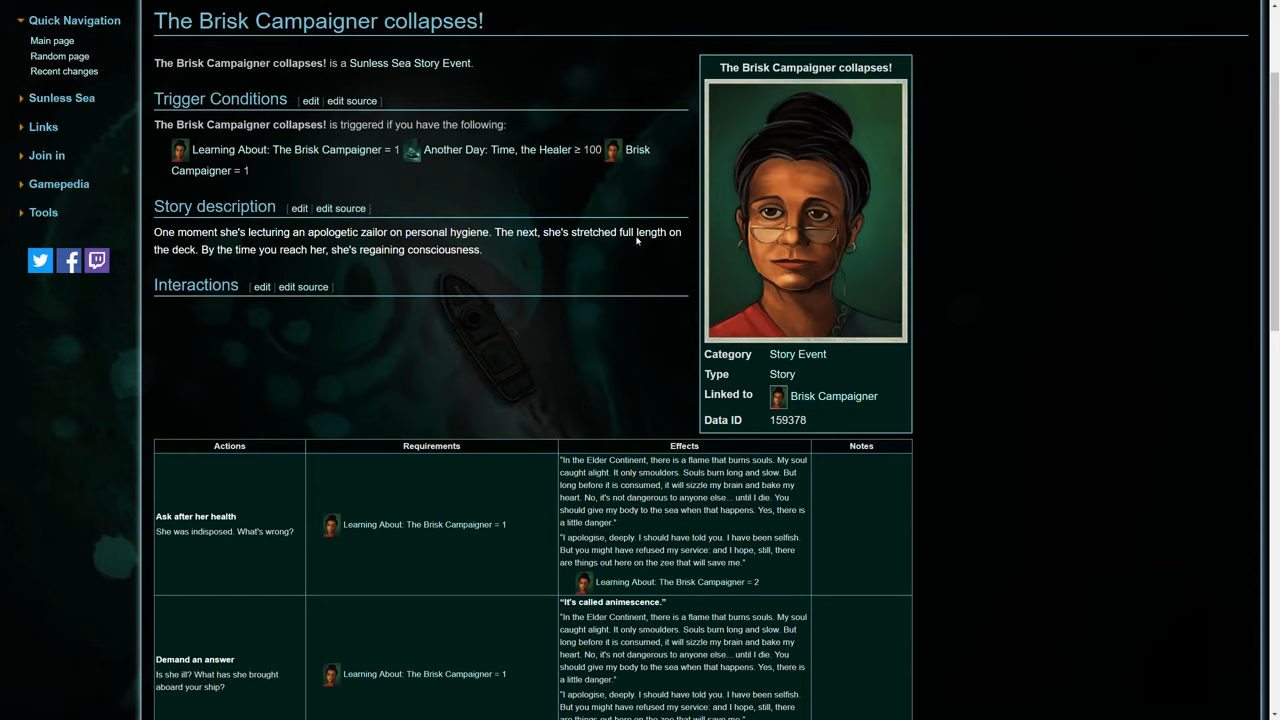 Quick Navigation
Main page
Random page
Recent changes
Sunless Sea
Links
Join in
Gamepedia
Tools
The Brisk Campaigner collapses!
The Brisk Campaigner collapses! is a Sunless Sea Story Event.
Trigger Conditions [ edit | edit source ]
The Brisk Campaigner collapses! is triggered if you have the following:
Learning About: The Brisk Campaigner = 1 Another Day: Time, the Healer ≥ 100 Brisk
Campaigner = 1
Story description [ edit | edit source ]
One moment she's lecturing an apologetic zailor on personal hygiene. The next, she's stretched full length on
the deck. By the time you reach her, she's regaining consciousness.
Interactions [ edit | edit source ]
The Brisk Campaigner collapses!
Category Story Event
Type Story
Linked to Brisk Campaigner
Data ID 159378
Actions Requirements Effects Notes
Ask after her health
She was indisposed. What's wrong?
Learning About: The Brisk Campaigner = 1
"In the Elder Continent, there is a flame that burns souls. My soul
caught alight. It only smoulders. Souls burn long and slow. But
long before it is consumed, it will sizzle my brain and bake my
heart. No, it's not dangerous to anyone else... until I die. You
should give my body to the sea when that happens. Yes, there is
a little danger."
"I apologise, deeply. I should have told you. I have been selfish.
But you might have refused my service: and I hope, still, there
are things out here on the zee that will save me."
Learning About: The Brisk Campaigner = 2
Demand an answer
Is she ill? What has she brought
aboard your ship?
Learning About: The Brisk Campaigner = 1
“It's called animescence.”
"In the Elder Continent, there is a flame that burns souls. My soul
caught alight. It only smoulders. Souls burn long and slow. But
long before it is consumed, it will sizzle my brain and bake my
heart. No, it's not dangerous to anyone else... until I die. You
should give my body to the sea when that happens. Yes, there is
a little danger."
"I apologise, deeply. I should have told you. I have been selfish.
But you might have refused my service: and I hope, still, there
are things out here on the zee that will save me."